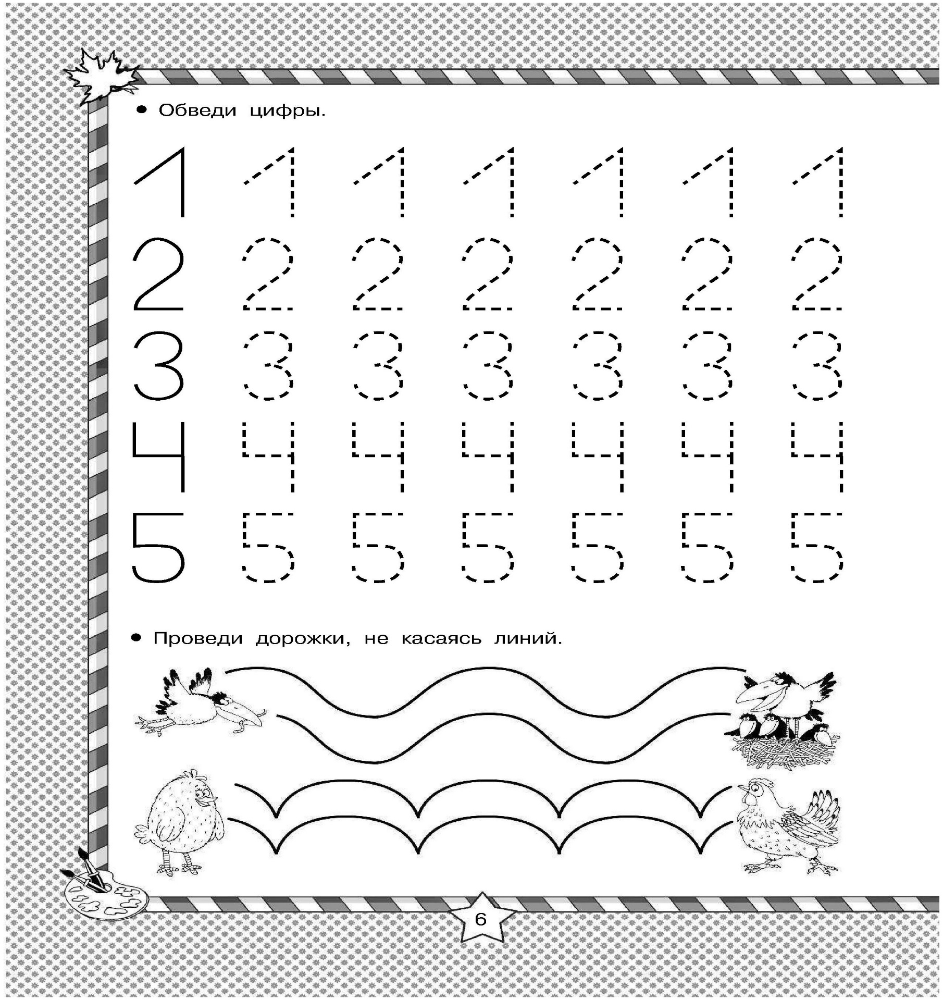 Обведи цифры.
1 1 1 1 1 1 1
2 2 2 2 2 2 2
3 3 3 3 3 3 3
4 4 4 4 4 4 4
5 5 5 5 5 5 5
Проведи дорожки, не касаясь линий.
6